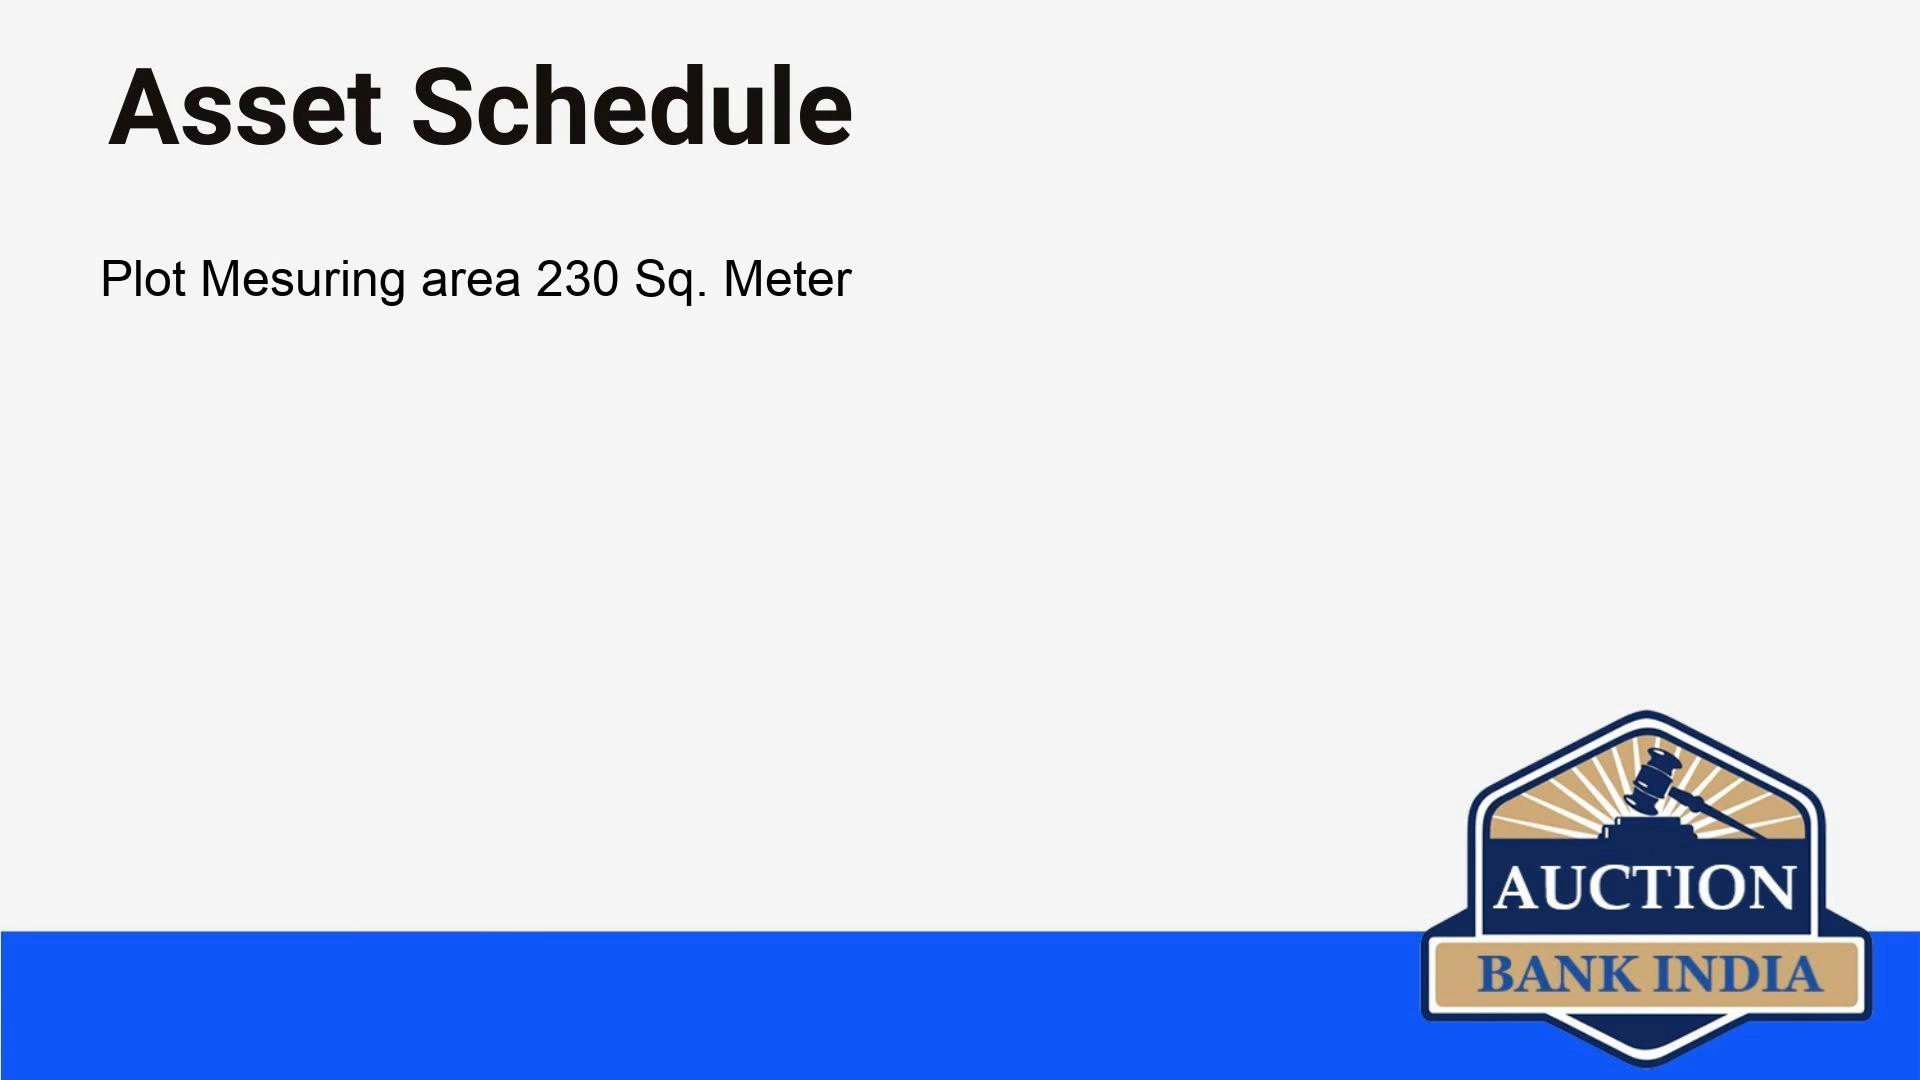 Asset Schedule
Plot Mesuring area 230 Sq. Meter
AUCTION
BANK INDIA